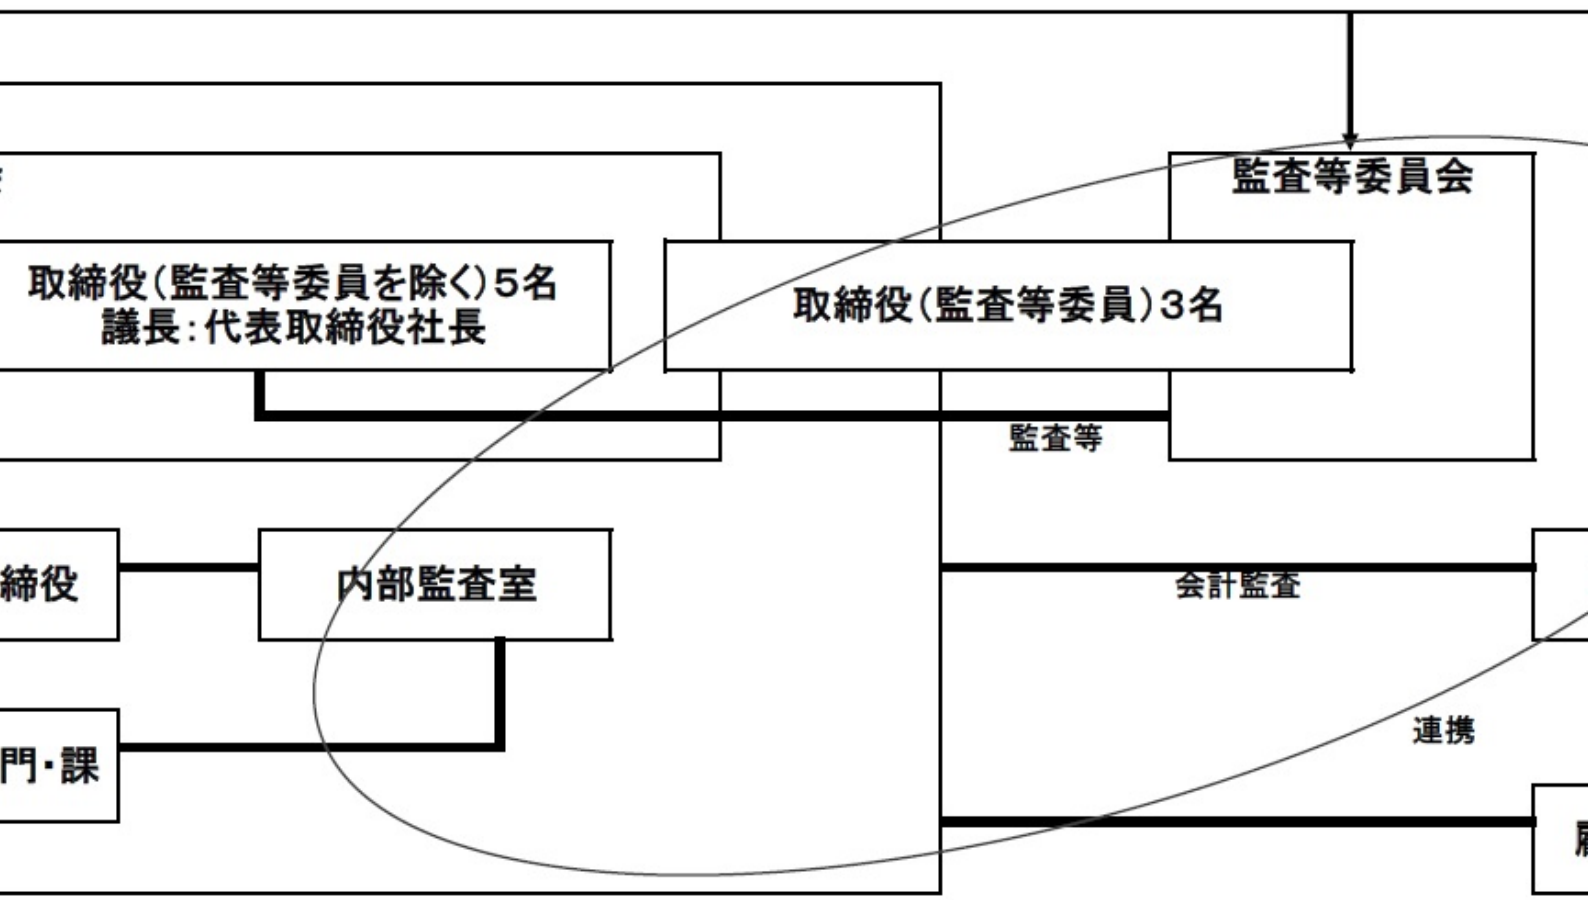 監査等委員会
取締役(監査等委員を除く)5名
議長:代表取締役社長
取締役(監査等委員)3名
監査等
締役
内部監査室
会計監査
連携
門・課